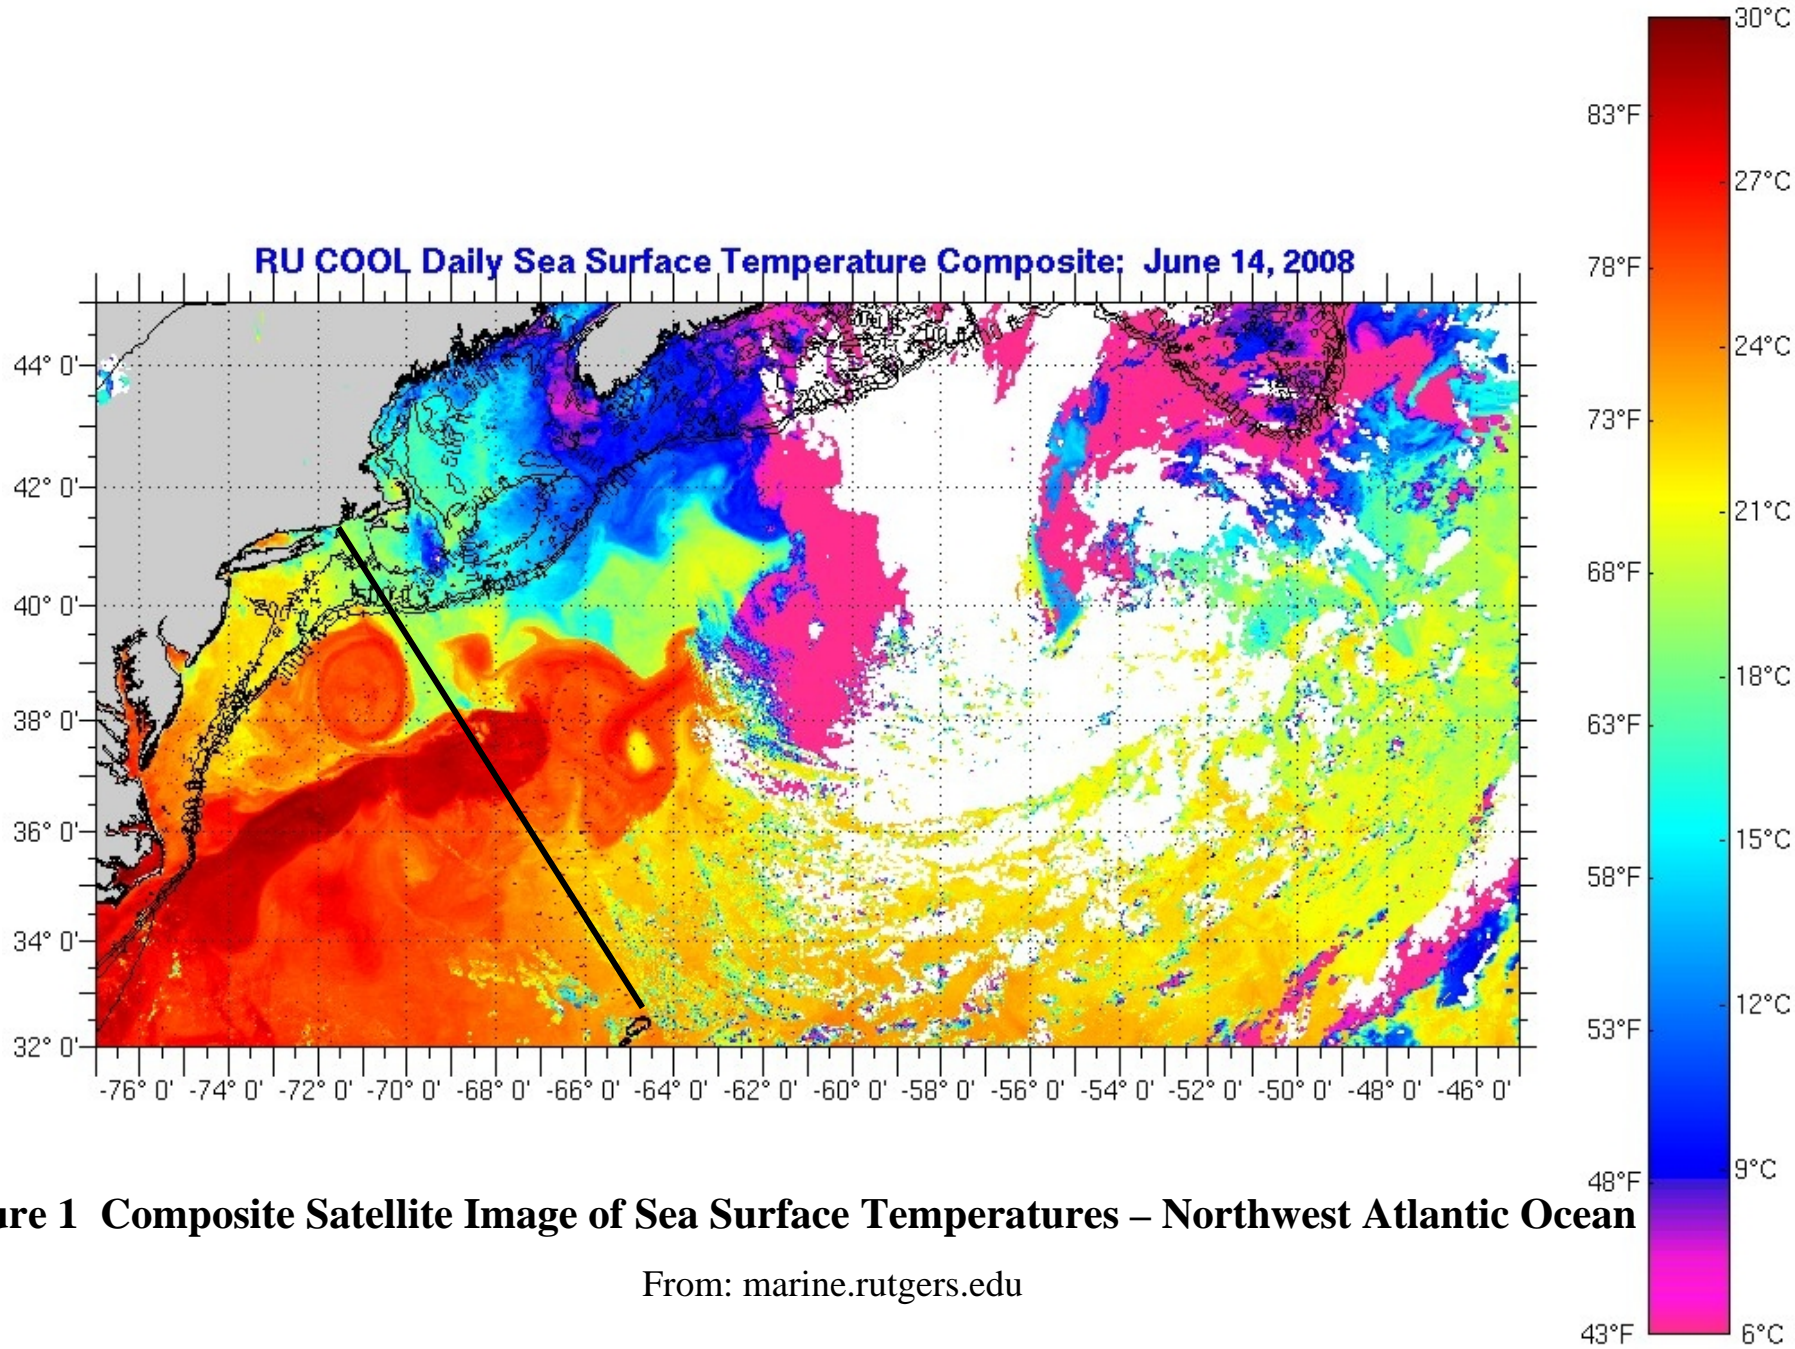 RU COOL Daily Sea Surface Temperature Composite: June 14, 2008
44° 0'
42° 0'
40° 0'
38° 0'
36° 0'
34° 0'
32° 0'
-76° 0' -74° 0' -72° 0' -70° 0' -68° 0' -66° 0' -64° 0' -62° 0' -60° 0' -58° 0' -56° 0' -54° 0' -52° 0' -50° 0' -48° 0' -46° 0'
30°C
83°F
27°C
78°F
24°C
73°F
21°C
68°F
18°C
63°F
15°C
58°F
12°C
53°F
9°C
48°F
43°F
6°C
ure 1 Composite Satellite Image of Sea Surface Temperatures – Northwest Atlantic Ocean
From: marine.rutgers.edu